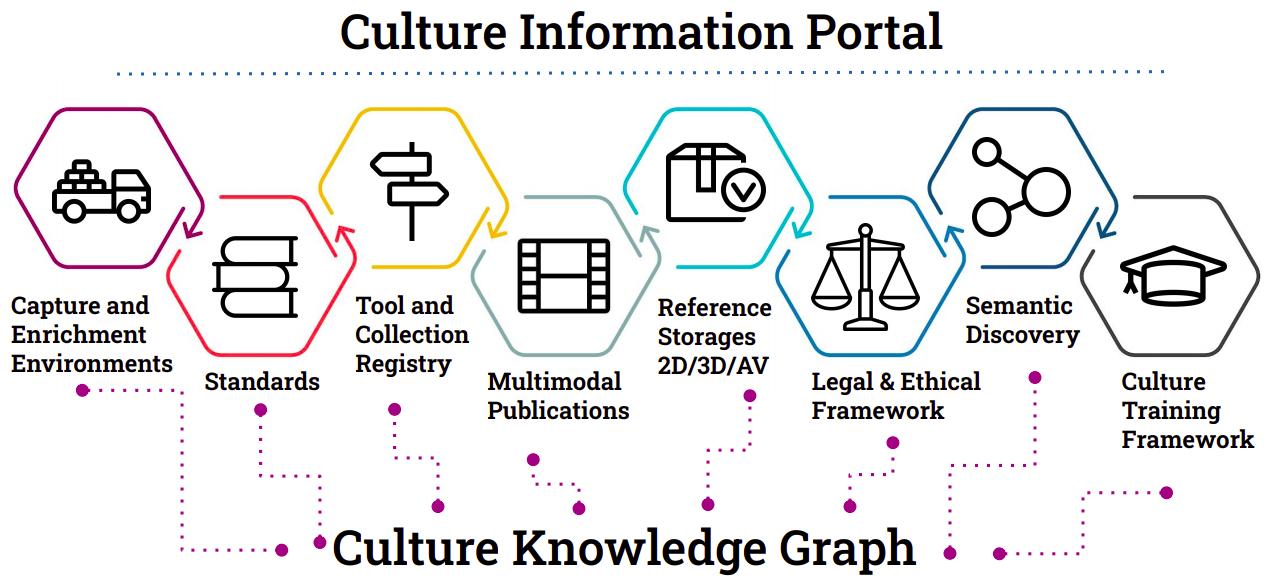 Culture Information Portal
Capture and
Enrichment
Environments
Standards
Tool and
Collection
Registry
Multimodal
Publications
Reference
Storages
2D/3D/AV
Legal & Ethical
Framework
Semantic
Discovery
Culture
Training
Framework
Culture Knowledge Graph